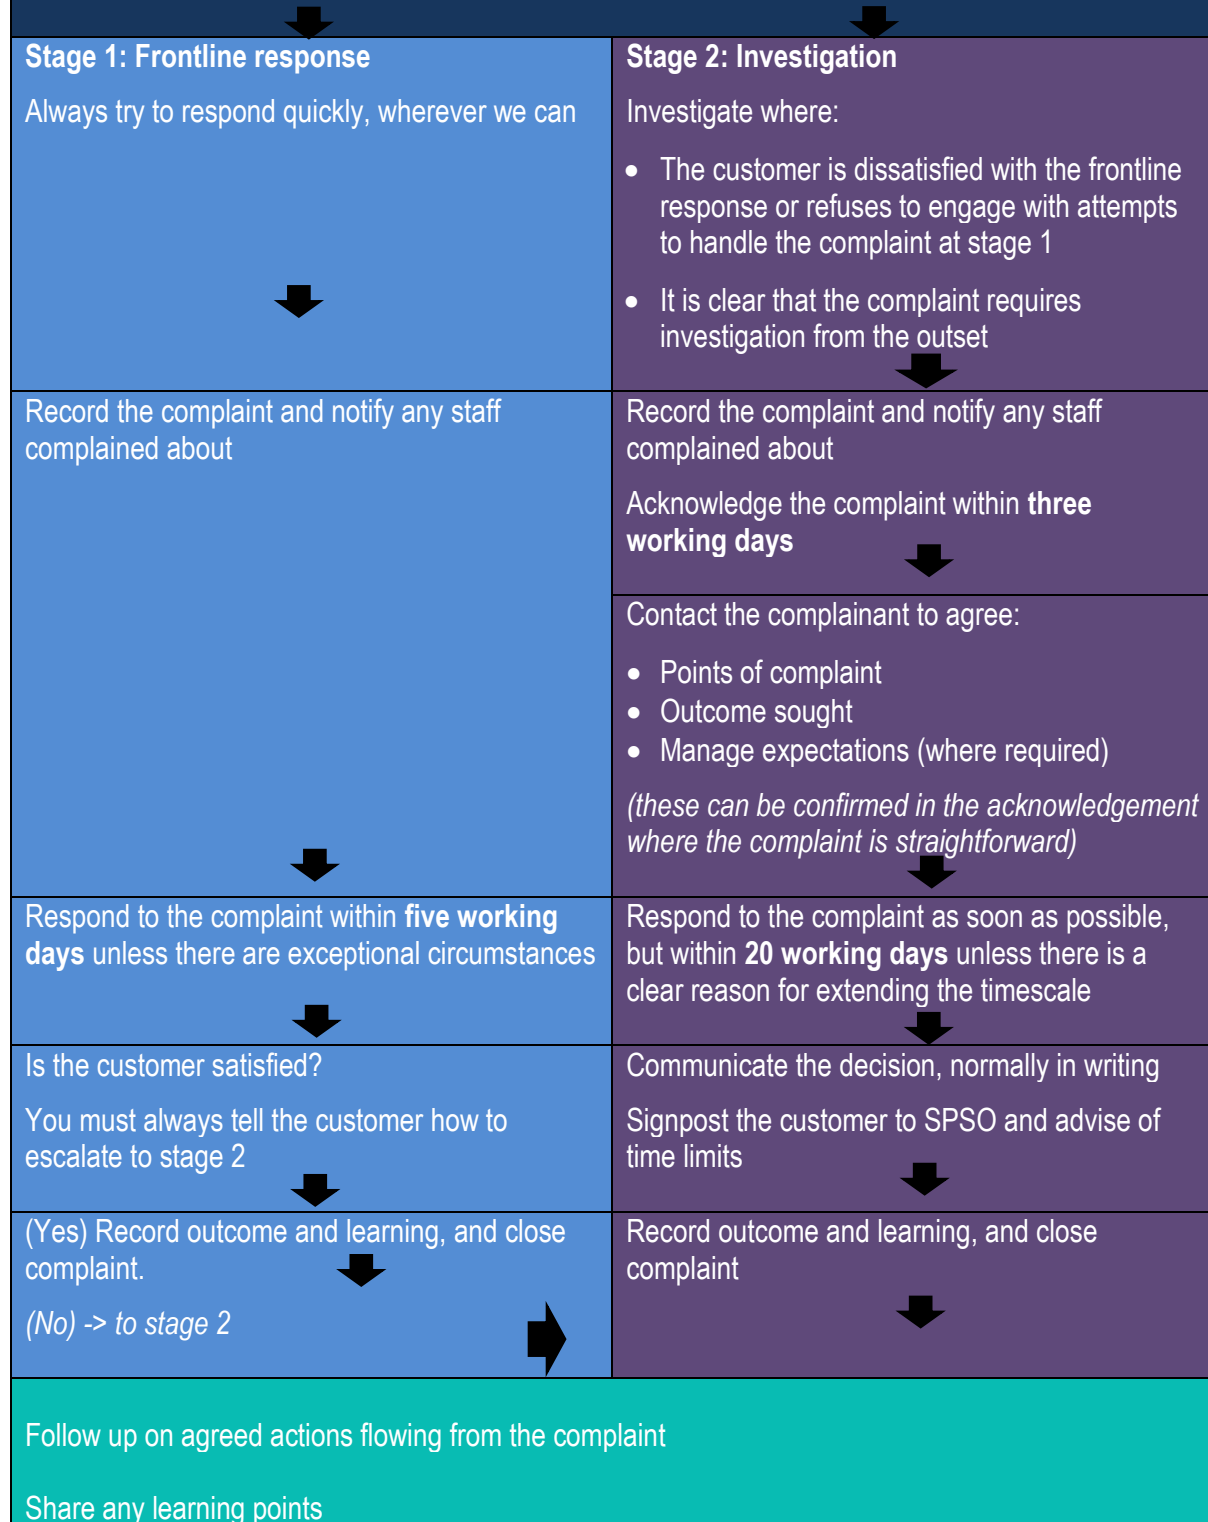 Stage 1: Frontline response
Always try to respond quickly, wherever we can
Stage 2: Investigation
Investigate where:
• The customer is dissatisfied with the frontline
response or refuses to engage with attempts
to handle the complaint at stage 1
• It is clear that the complaint requires
investigation from the outset
Record the complaint and notify any staff
complained about
Record the complaint and notify any staff
complained about
Acknowledge the complaint within three
working days
Contact the complainant to agree:
• Points of complaint
• Outcome sought
• Manage expectations (where required)
(these can be confirmed in the acknowledgement
where the complaint is straightforward)
Respond to the complaint within five working
days unless there are exceptional circumstances
Respond to the complaint as soon as possible,
but within 20 working days unless there is a
clear reason for extending the timescale
Is the customer satisfied?
You must always tell the customer how to
escalate to stage 2
Communicate the decision, normally in writing
Signpost the customer to SPSO and advise of
time limits
(Yes) Record outcome and learning, and close
complaint.
(No) -> to stage 2
Record outcome and learning, and close
complaint
Follow up on agreed actions flowing from the complaint
Share any learning points